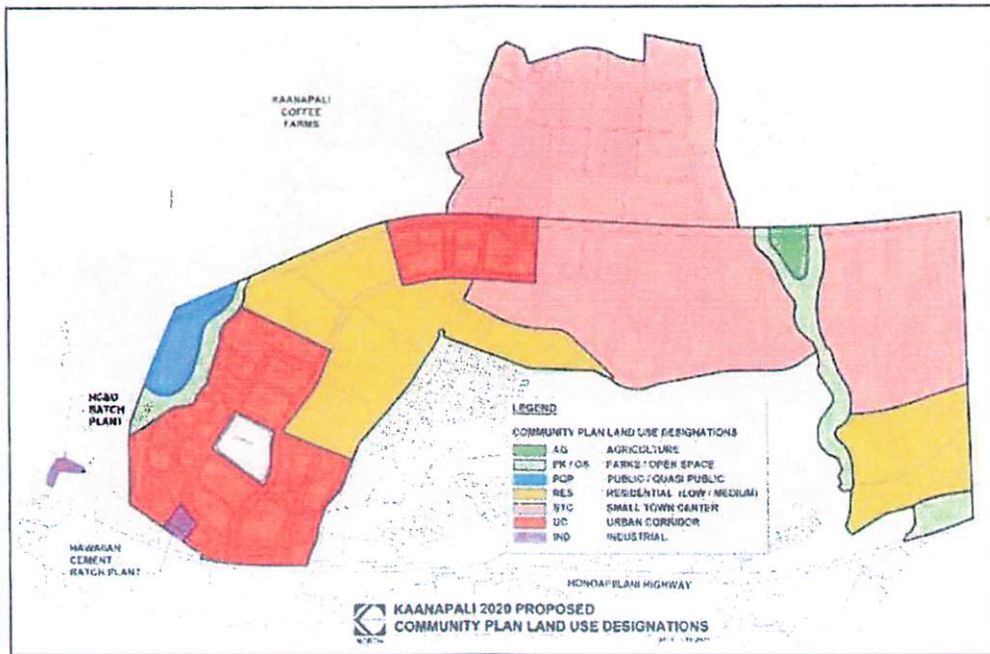 KAANAPALI
COFFEE
FARMS
HC&D
BATCH
PLANT
HAWAIIAN
CEMENT
BATCH PLANT
LEGEND
COMMUNITY PLAN LAND USE DESIGNATIONS
AG AGRICULTURE
PK / OS PARKS / OPEN SPACE
PQP PUBLIC / QUASI PUBLIC
RES RESIDENTIAL (LOW / MEDIUM)
STC SMALL TOWN CENTER
UC URBAN CORRIDOR
IND INDUSTRIAL
HONOAPIILANI HIGHWAY
KAANAPALI 2020 PROPOSED
COMMUNITY PLAN LAND USE DESIGNATIONS
NORTH